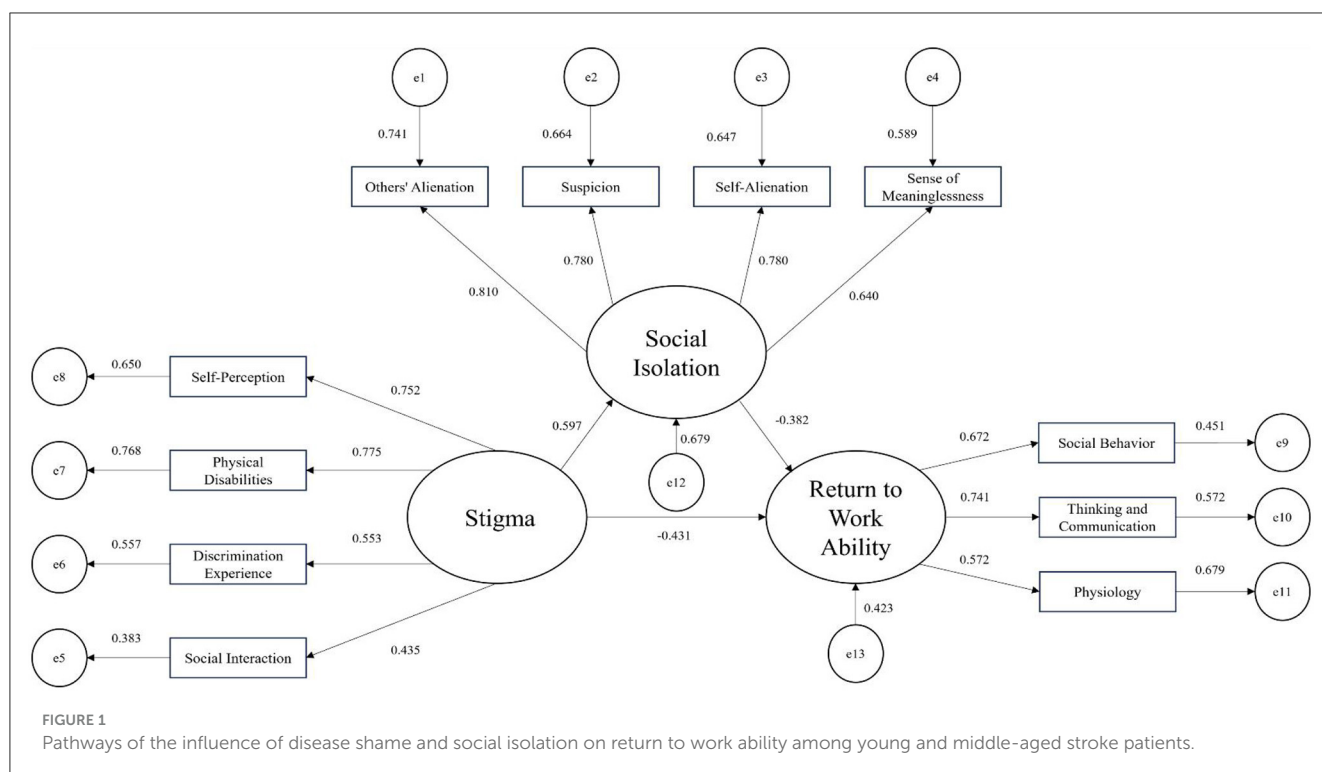 e1
e2
e3
e4
0.741
0.664
0.647
0.589
Others' Alienation
Suspicion
Self-Alienation
Sense of
Meaninglessness
0.810
0.780
0.780
0.640
Social
Isolation
e8
0.650
Self-Perception
0.752
e7
0.768
Physical
Disabilities
0.775
e6
0.557
Discrimination
Experience
0.553
e5
0.383
Social Interaction
0.435
Stigma
0.597
0.679
e12
-0.382
-0.431
Return to
Work
Ability
0.423
e13
0.672
Social Behavior
0.451
e9
0.741
Thinking and
Communication
0.572
e10
0.572
Physiology
0.679
e11
FIGURE 1
Pathways of the influence of disease shame and social isolation on return to work ability among young and middle-aged stroke patients.